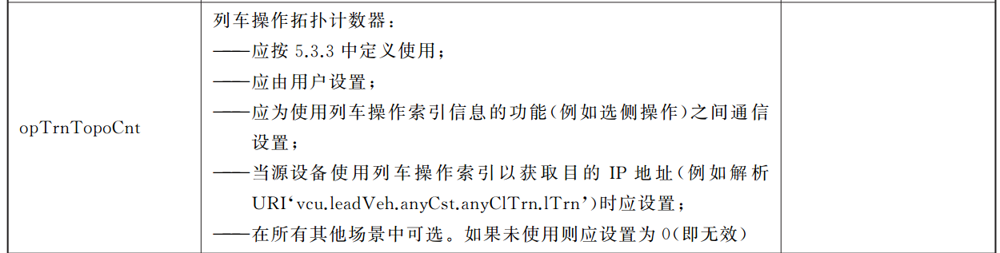 列车操作拓扑计数器：
——应按 5.3.3 中定义使用；
——应由用户设置；
——应为使用列车操作索引信息的功能（例如选侧操作）之间通信
设置；
opTrnTopoCnt
——当源设备使用列车操作索引以获取目的 IP 地址（例如解析
URI‘vcu.leadVeh.anyCst.anyClTrn.lTrn’）时应设置；
——在所有其他场景中可选。如果未使用则应设置为 0（即无效）